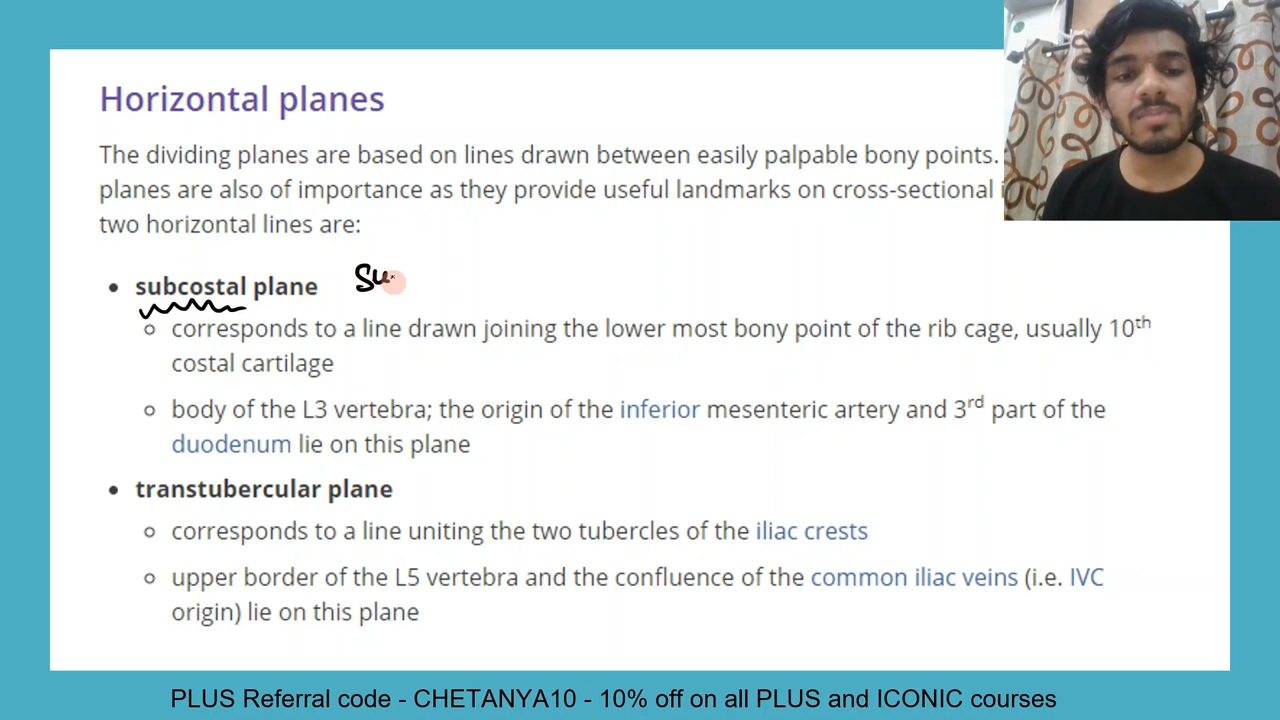 Horizontal planes
The dividing planes are based on lines drawn between easily palpable bony points.
planes are also of importance as they provide useful landmarks on cross-sectional
two horizontal lines are:
• subcostal plane Su
○ corresponds to a line drawn joining the lower most bony point of the rib cage, usually 10th
costal cartilage
○ body of the L3 vertebra; the origin of the inferior mesenteric artery and 3rd part of the
duodenum lie on this plane
• transtubercular plane
○ corresponds to a line uniting the two tubercles of the iliac crests
○ upper border of the L5 vertebra and the confluence of the common iliac veins (i.e. IVC
origin) lie on this plane
PLUS Referral code - CHETANYA10 - 10% off on all PLUS and ICONIC courses